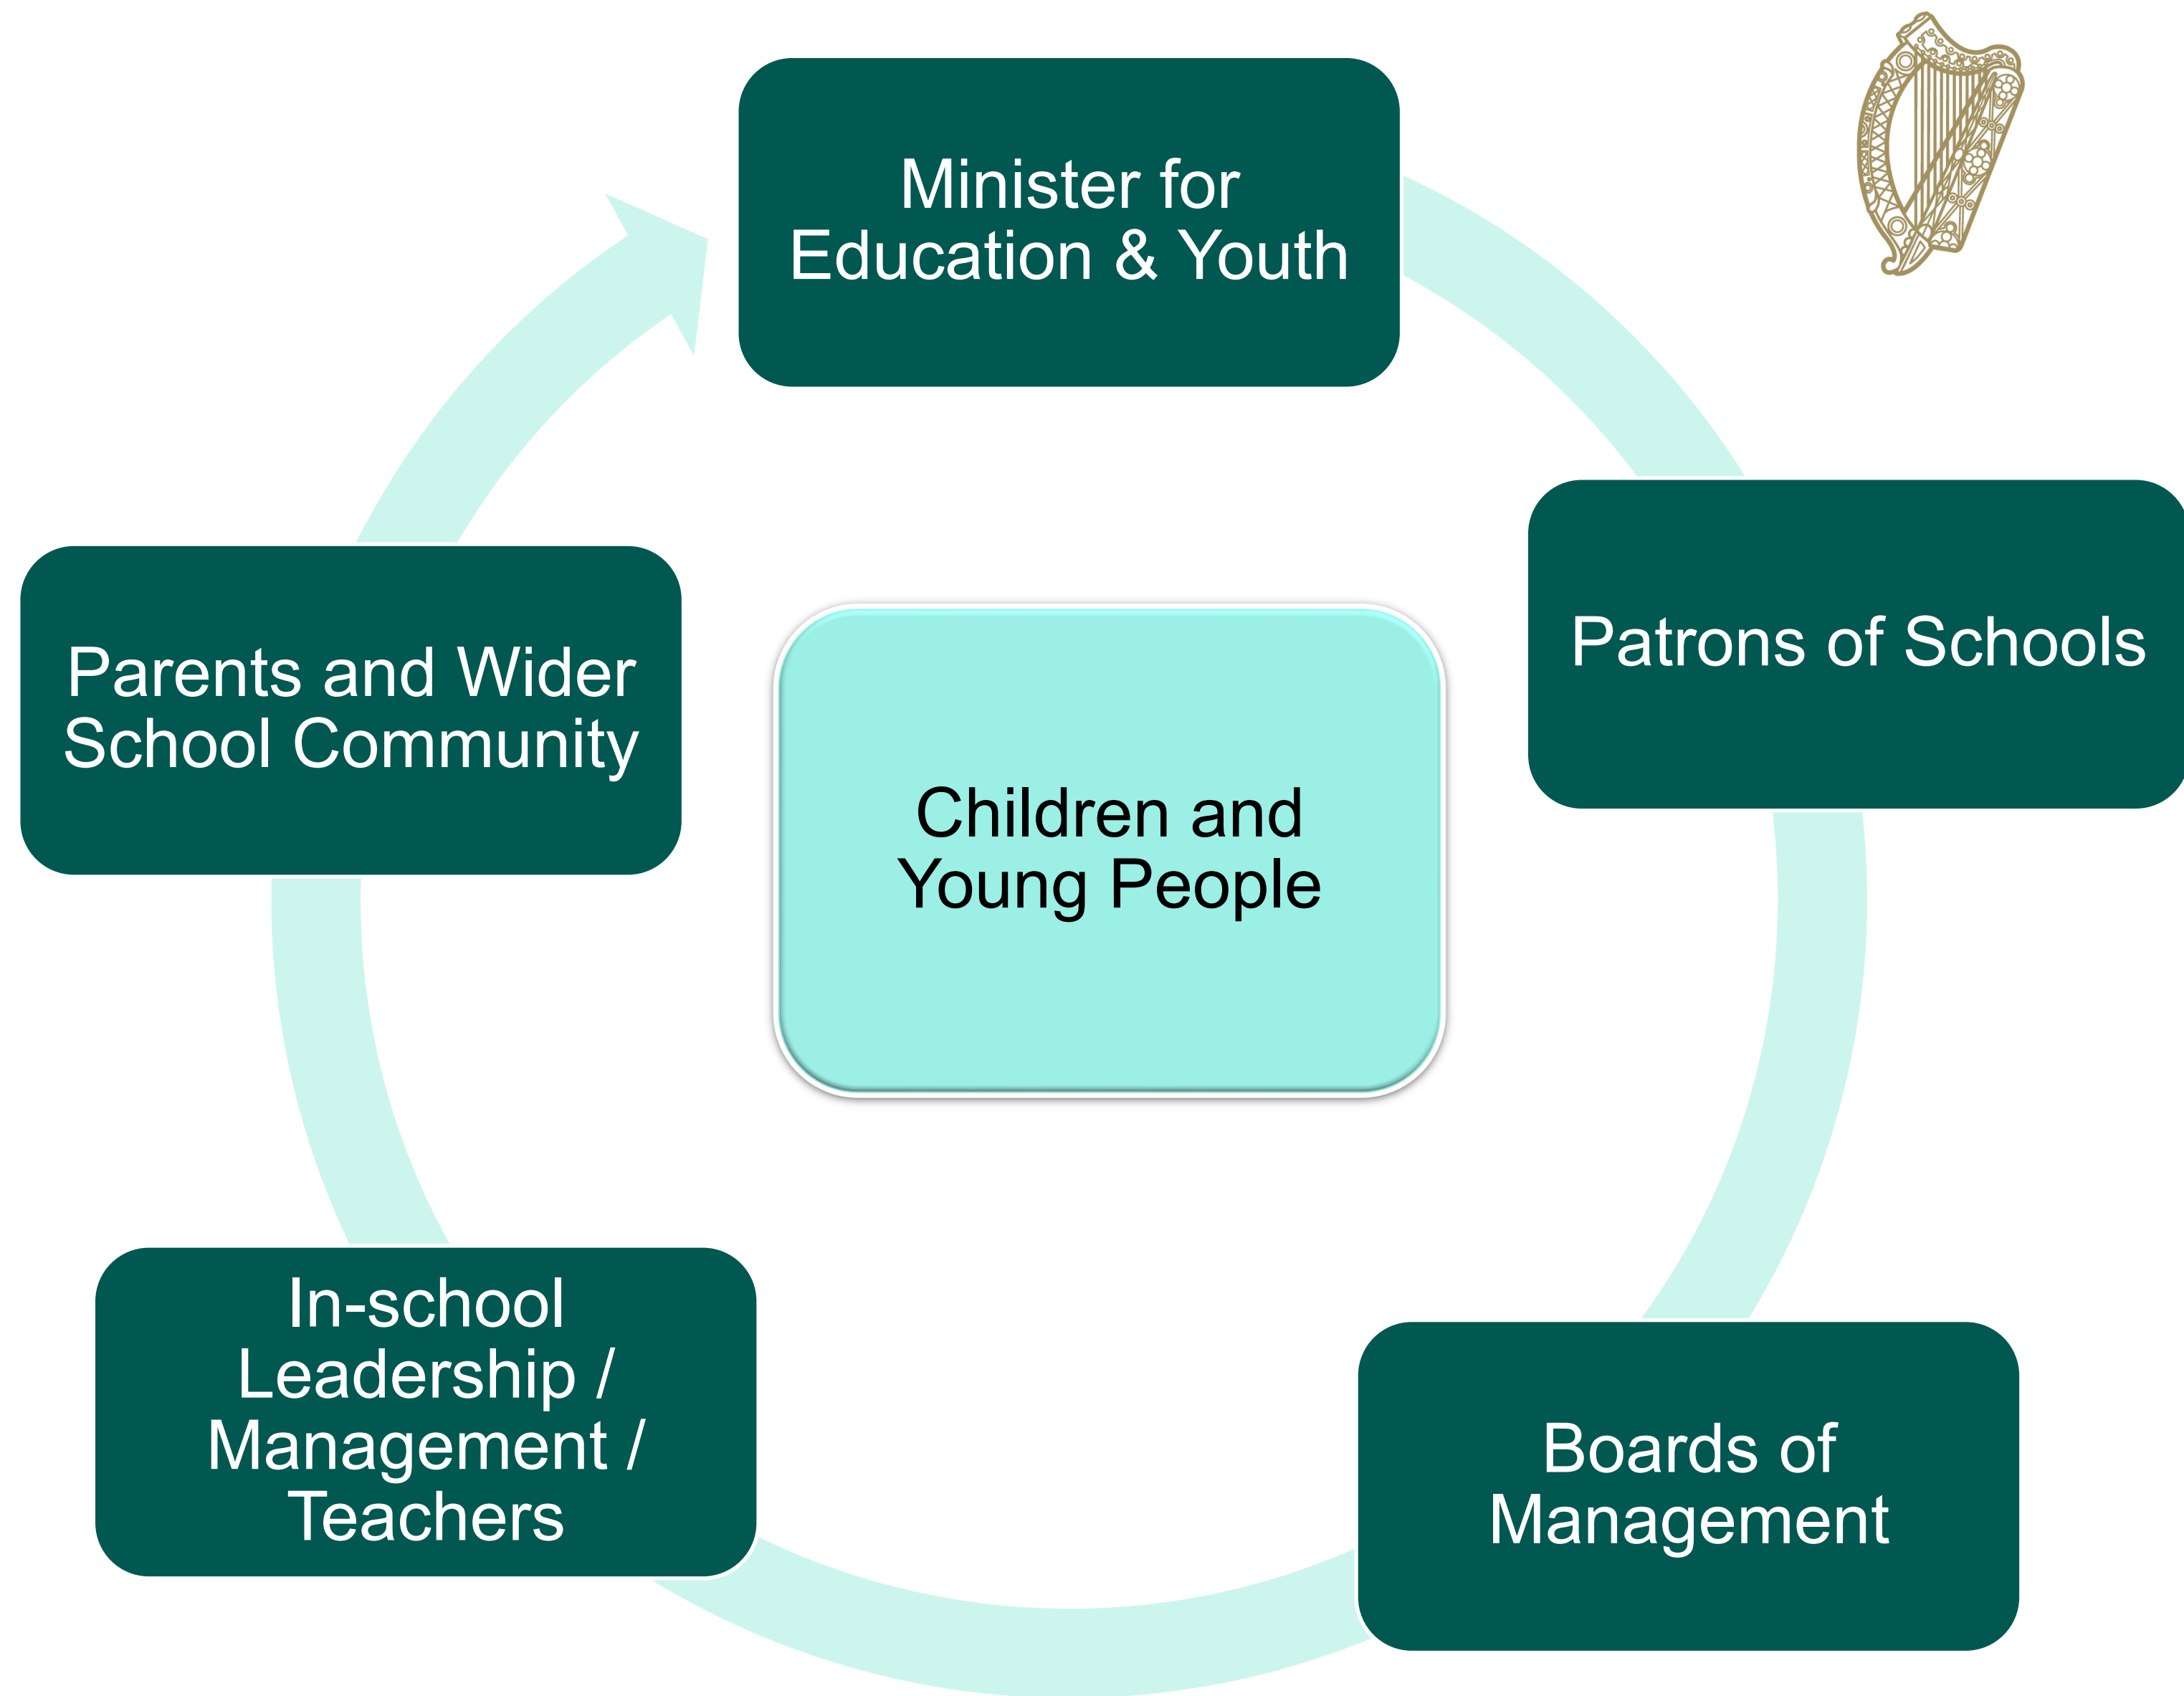 Minister for
Education & Youth
Patrons of Schools
Parents and Wider
School Community
Children and
Young People
In-school
Leadership /
Management /
Teachers
Boards of
Management